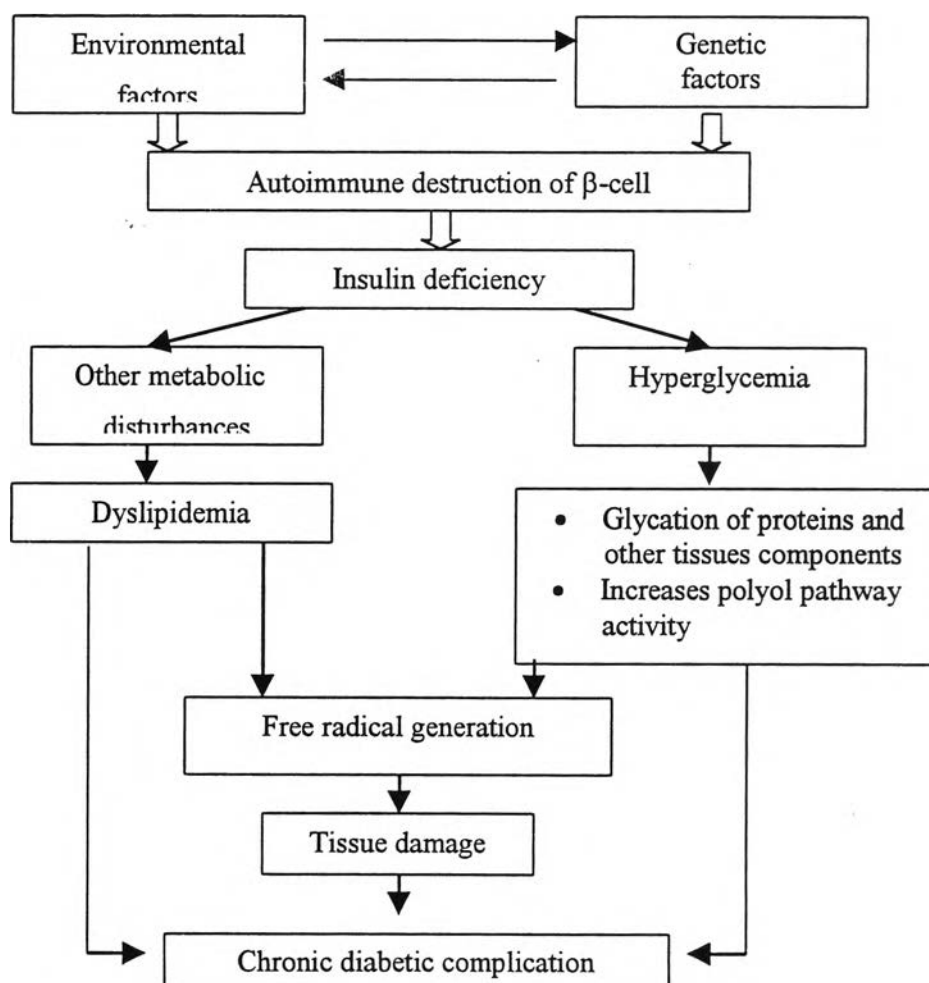 Environmental
factors
Genetic
factors
Autoimmune destruction of β-cell
Insulin deficiency
Other metabolic
disturbances
Hyperglycemia
Dyslipidemia
• Glycation of proteins and
other tissues components
• Increases polyol pathway
activity
Free radical generation
Tissue damage
Chronic diabetic complication